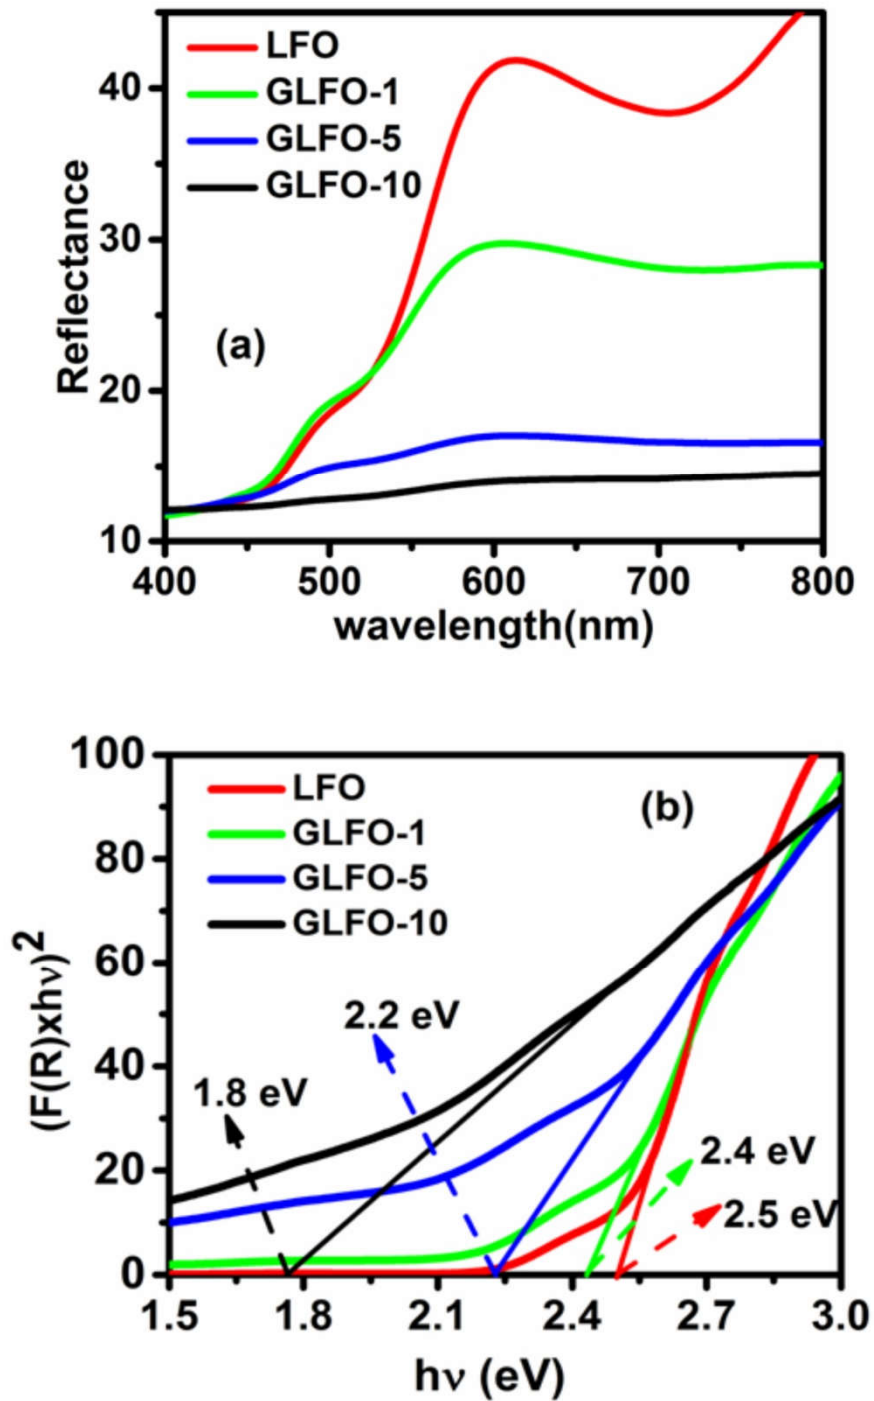 LFO
GLFO-1
GLFO-5
GLFO-10
(a)
Reflectance
40
30
20
10
400 500 600 700 800
wavelength(nm)
LFO
GLFO-1
GLFO-5
GLFO-10
(b)
(F(R)xhν)²
100
80
60
40
20
0
2.2 eV
1.8 eV
2.4 eV
2.5 eV
1.5 1.8 2.1 2.4 2.7 3.0
hν (eV)